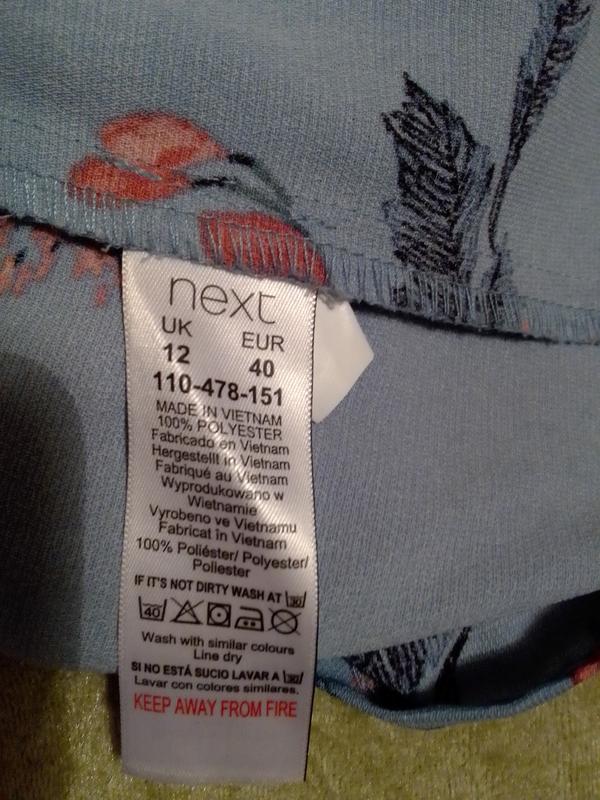 next
UK EUR
12 40
110-478-151
MADE IN VIETNAM
100% POLYESTER
Fabricado en Vietnam
Hergestellt in Vietnam
Fabriqué au Vietnam
Wyprodukowano w
Wietnamie
Vyrobeno ve Vietnamu
Fabricat în Vietnam
100% Poliéster/ Polyester/
Poliester
IF IT'S NOT DIRTY WASH AT 30
40
Wash with similar colours
Line dry
SI NO ESTÁ SUCIO LAVAR A 30/
Lavar con colores similares.
KEEP AWAY FROM FIRE